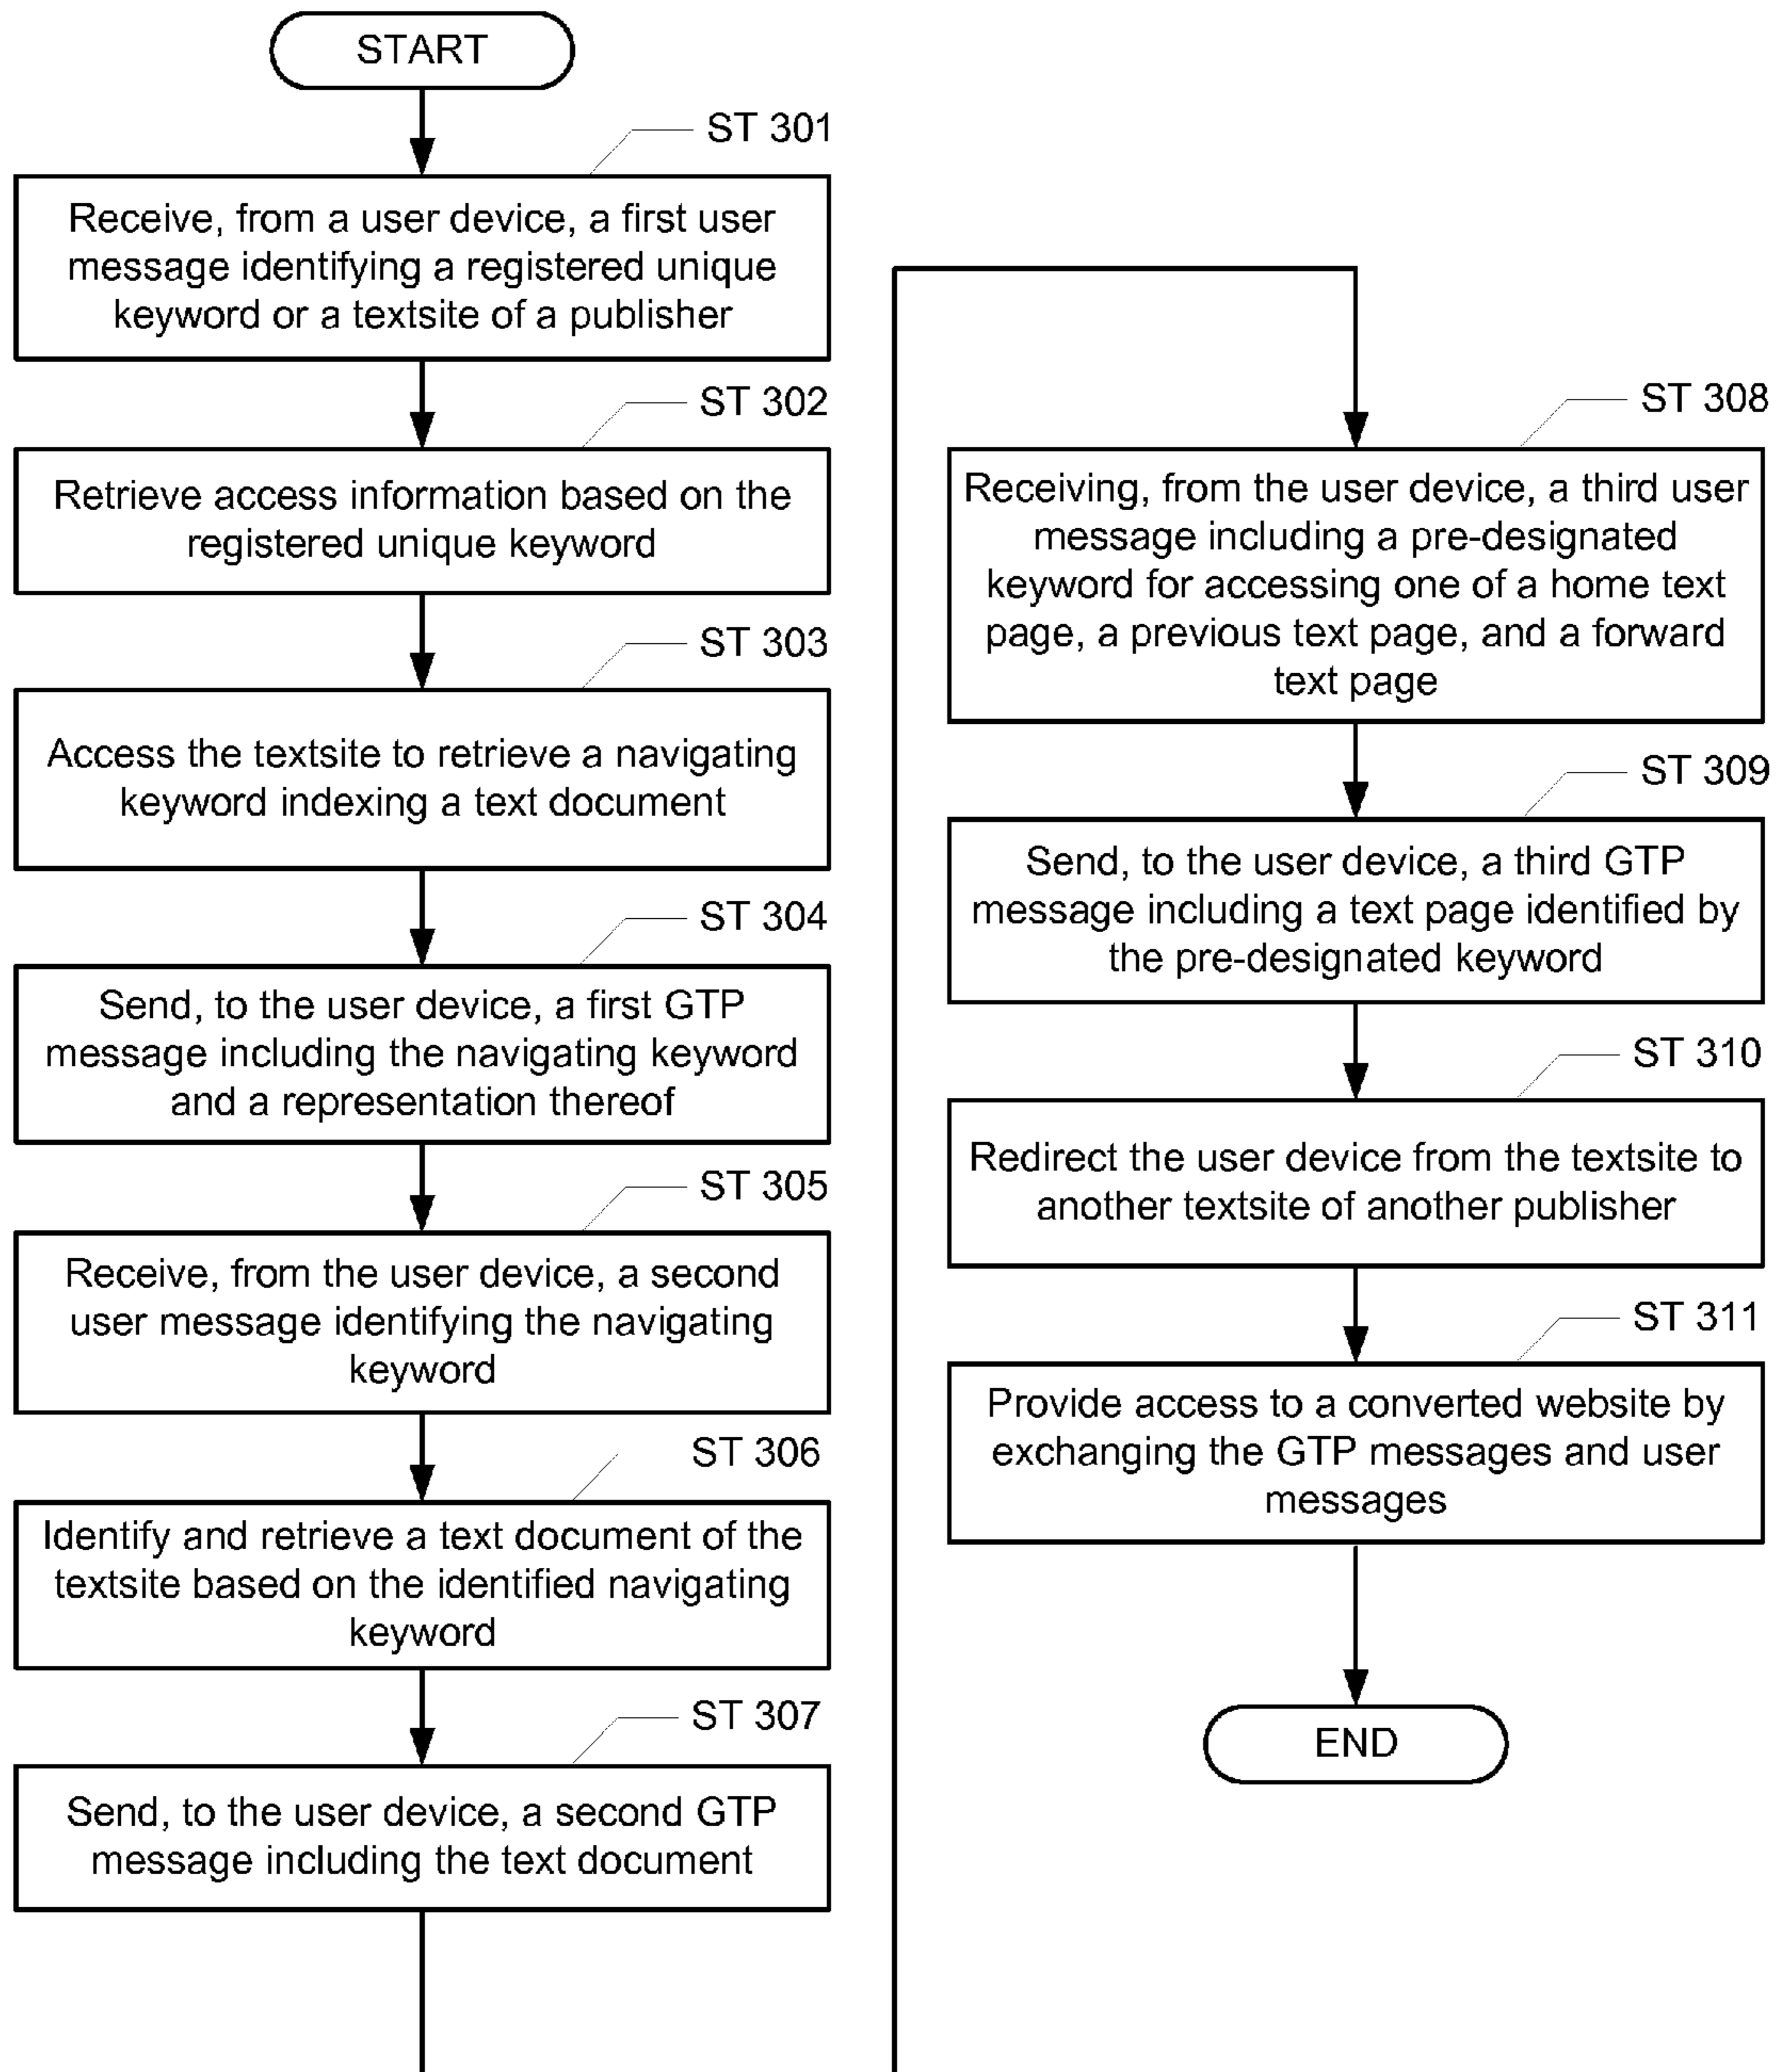 START
ST 301
Receive, from a user device, a first user
message identifying a registered unique
keyword or a textsite of a publisher
ST 302
Retrieve access information based on the
registered unique keyword
ST 303
Access the textsite to retrieve a navigating
keyword indexing a text document
ST 304
Send, to the user device, a first GTP
message including the navigating keyword
and a representation thereof
ST 305
Receive, from the user device, a second
user message identifying the navigating
keyword
ST 306
Identify and retrieve a text document of the
textsite based on the identified navigating
keyword
ST 307
Send, to the user device, a second GTP
message including the text document
ST 308
Receiving, from the user device, a third user
message including a pre-designated
keyword for accessing one of a home text
page, a previous text page, and a forward
text page
ST 309
Send, to the user device, a third GTP
message including a text page identified by
the pre-designated keyword
ST 310
Redirect the user device from the textsite to
another textsite of another publisher
ST 311
Provide access to a converted website by
exchanging the GTP messages and user
messages
END